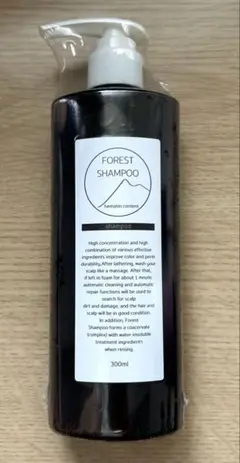 FOREST
SHAMPOO
hematin content
shampoo
High concentration and high
combination of various effective
ingredients improve color and perm
durability.After lathering, wash your
scalp like a massage. After that,
if left in foam for about 1 minute,
automatic cleaning and automatic
repair functions will be used to
search for scalp
dirt and damage, and the hair and
scalp will be in good condition.
In addition, Forest
Shampoo forms a coacervate
(complex) with water-insoluble
treatment ingredients
when rinsing.
300ml